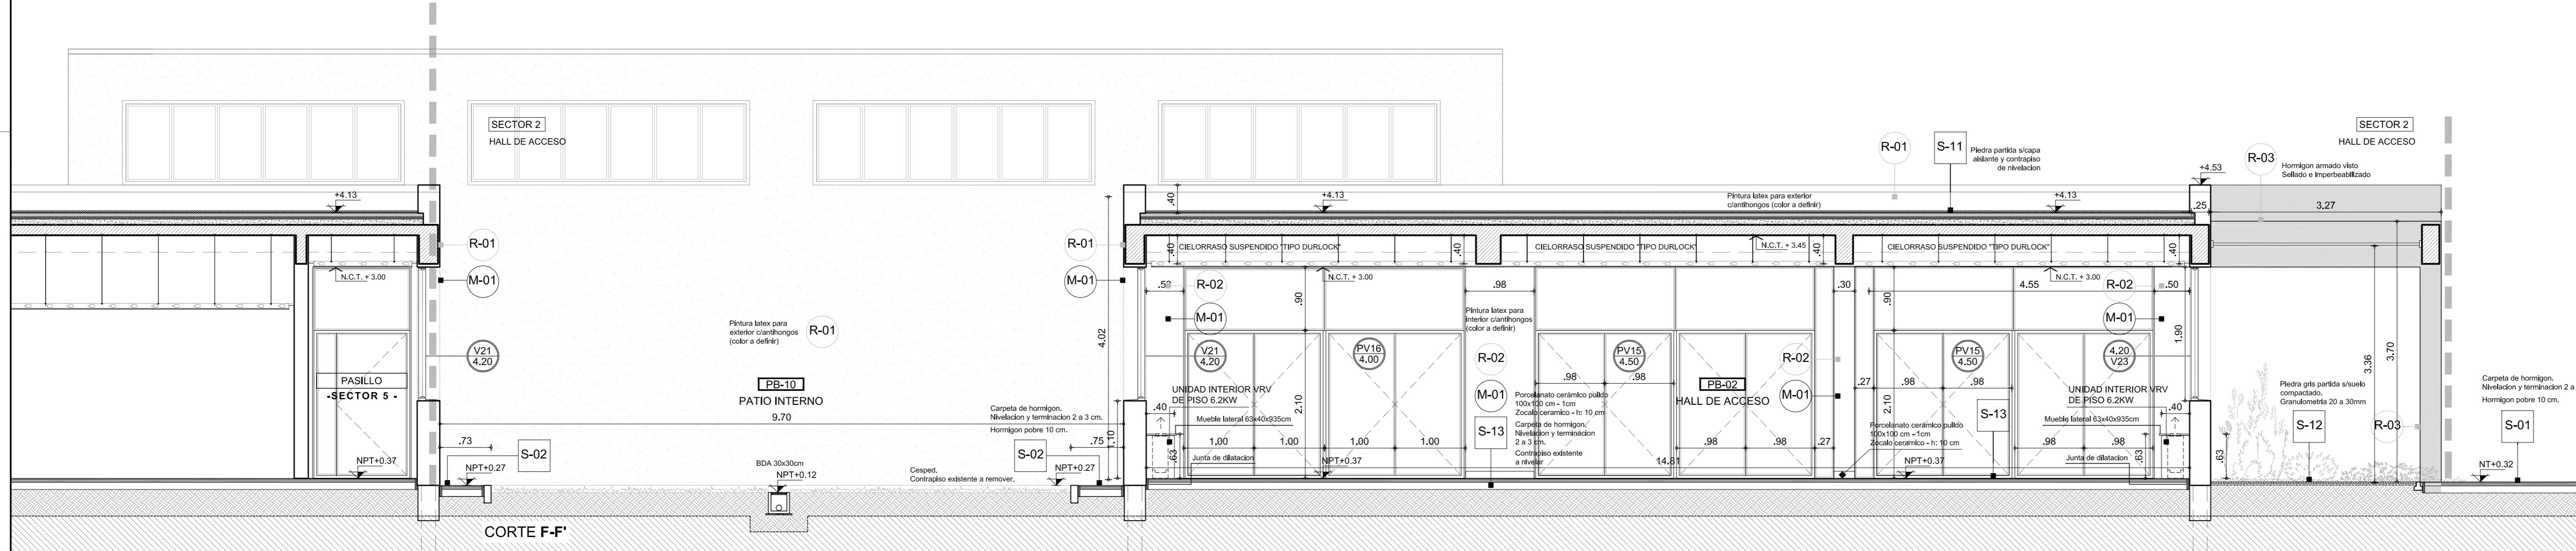 SECTOR 2
HALL DE ACCESO
SECTOR 2
HALL DE ACCESO
R-01
S-11
Piedra partida s/capa
aislante y contrapiso
de nivelacion
+4.53
R-03
Hormigon armado visto
Sellado e Imperbeabilizado
+4.13
.40
+4.13
Pintura latex para exterior
c/antihongos (color a definir)
+4.13
.25
3.27
R-01
R-01
.40
CIELORRASO SUSPENDIDO "TIPO DURLOCK"
.40
CIELORRASO SUSPENDIDO "TIPO DURLOCK"
N.C.T. + 3.45
.40
CIELORRASO SUSPENDIDO "TIPO DURLOCK"
.40
N.C.T. + 3.00
M-01
M-01
R-02
N.C.T. + 3.00
.98
.30
4.55
N.C.T. + 3.00
R-02
.50
.90
.90
M-01
M-01
Pintura latex para
exterior c/antihongos
(color a definir)
R-01
4.02
Pintura latex para
interior c/antihongos
(color a definir)
1.90
3.36
3.70
V21
4.20
V21
4.20
PV16
4.00
R-02
PV15
4.50
R-02
PV15
4.50
4.20
V23
PASILLO
-SECTOR 5 -
PB-10
PATIO INTERNO
9.70
UNIDAD INTERIOR VRV
DE PISO 6.2KW
.40
Mueble lateral 63x40x935cm
2.10
M-01
.98
.98
PB-02
HALL DE ACCESO
M-01
.27
.98
.98
2.10
UNIDAD INTERIOR VRV
DE PISO 6.2KW
.40
Mueble lateral 63x40x935cm
Porcelanato cerámico pulido
100x100 cm - 1cm
Zocalo ceramico - h: 10 cm
S-13
Carpeta de hormigon.
Nivelacion y terminacion
2 a 3 cm.
Contrapiso existente
a nivelar
Porcelanato cerámico pulido
100x100 cm - 1cm
Zocalo ceramico - h: 10 cm
S-13
Piedra gris partida s/suelo
compactado.
Granulometria 20 a 30mm
S-12
R-03
Carpeta de hormigon.
Nivelacion y terminacion 2 a
Hormigon pobre 10 cm.
S-01
Carpeta de hormigon.
Nivelacion y terminacion 2 a 3 cm.
Hormigon pobre 10 cm.
.73
S-02
S-02
.75
1.10
1.00
1.00
1.00
1.00
.98
.98
.27
.98
.98
.63
.63
.63
Junta de dilatacion
Junta de dilatacion
NPT+0.37
NPT+0.27
BDA 30x30cm
NPT+0.12
Cesped.
Contrapiso existente a remover.
NPT+0.27
NPT+0.37
14.81
NPT+0.37
NT+0.32
CORTE F-F'